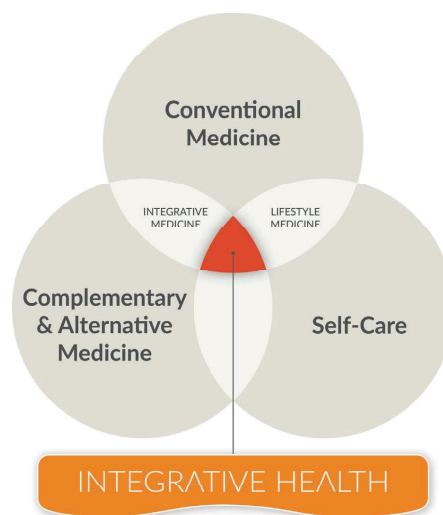 Conventional
Medicine
INTEGRATIVE
MEDICINE
LIFESTYLE
MEDICINE
Complementary
& Alternative
Medicine
Self-Care
INTEGRATIVE HEALTH